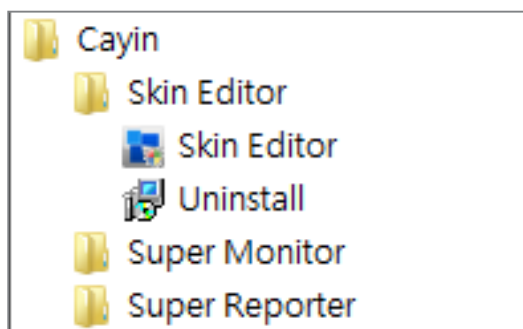 Cayin
Skin Editor
Skin Editor
Uninstall
Super Monitor
Super Reporter